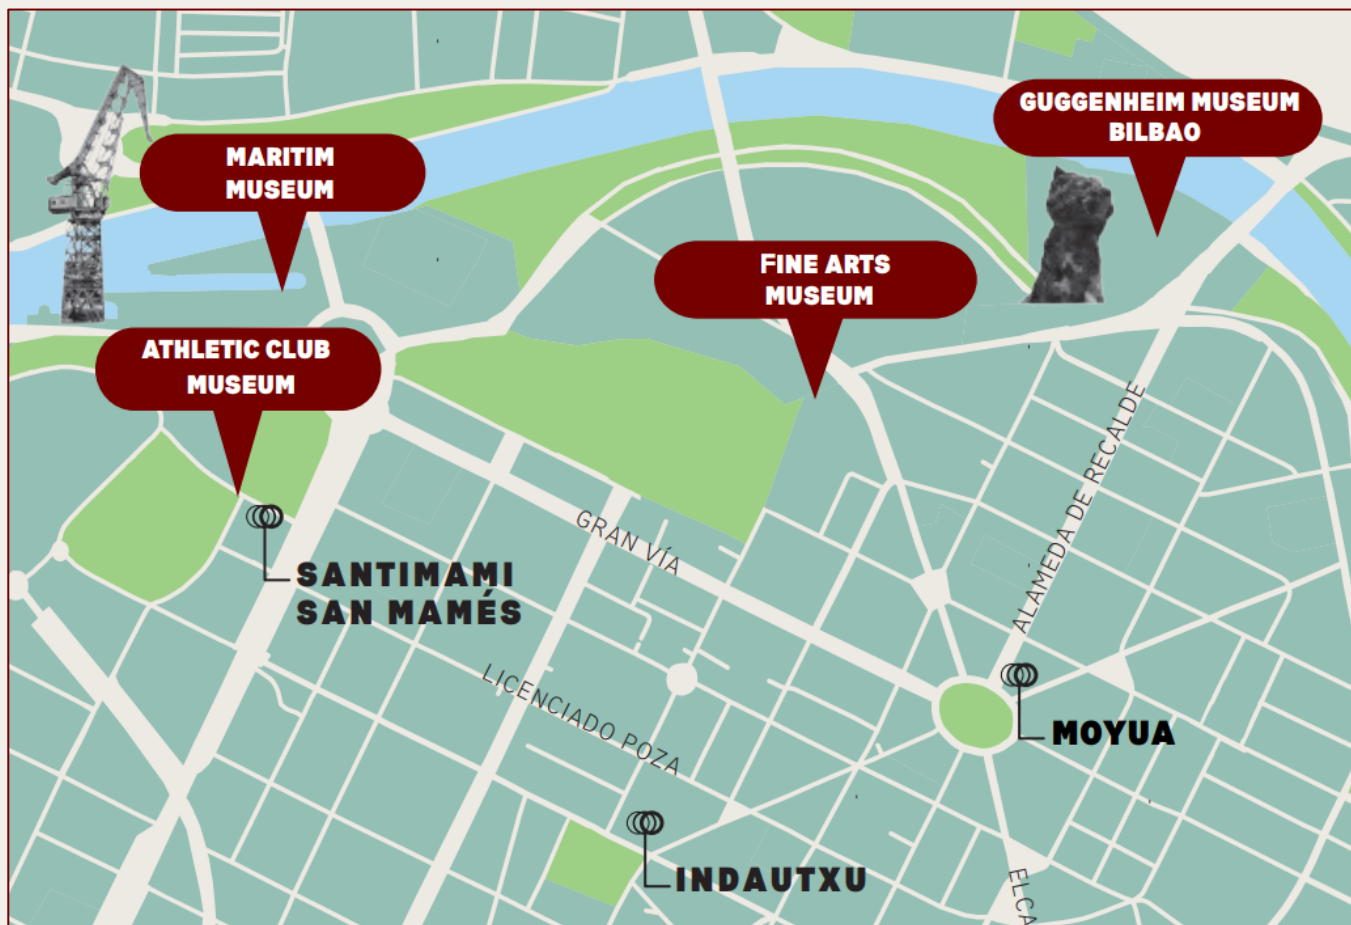 GUGGENHEIM MUSEUM
BILBAO
MARITIM
MUSEUM
FINE ARTS
MUSEUM
ATHLETIC CLUB
MUSEUM
ALAMEDA DE RECALDE
GRAN VÍA
SANTIMAMI
SAN MAMÉS
LICENCIADO POZA
MOYUA
INDAUTXU
ELCA